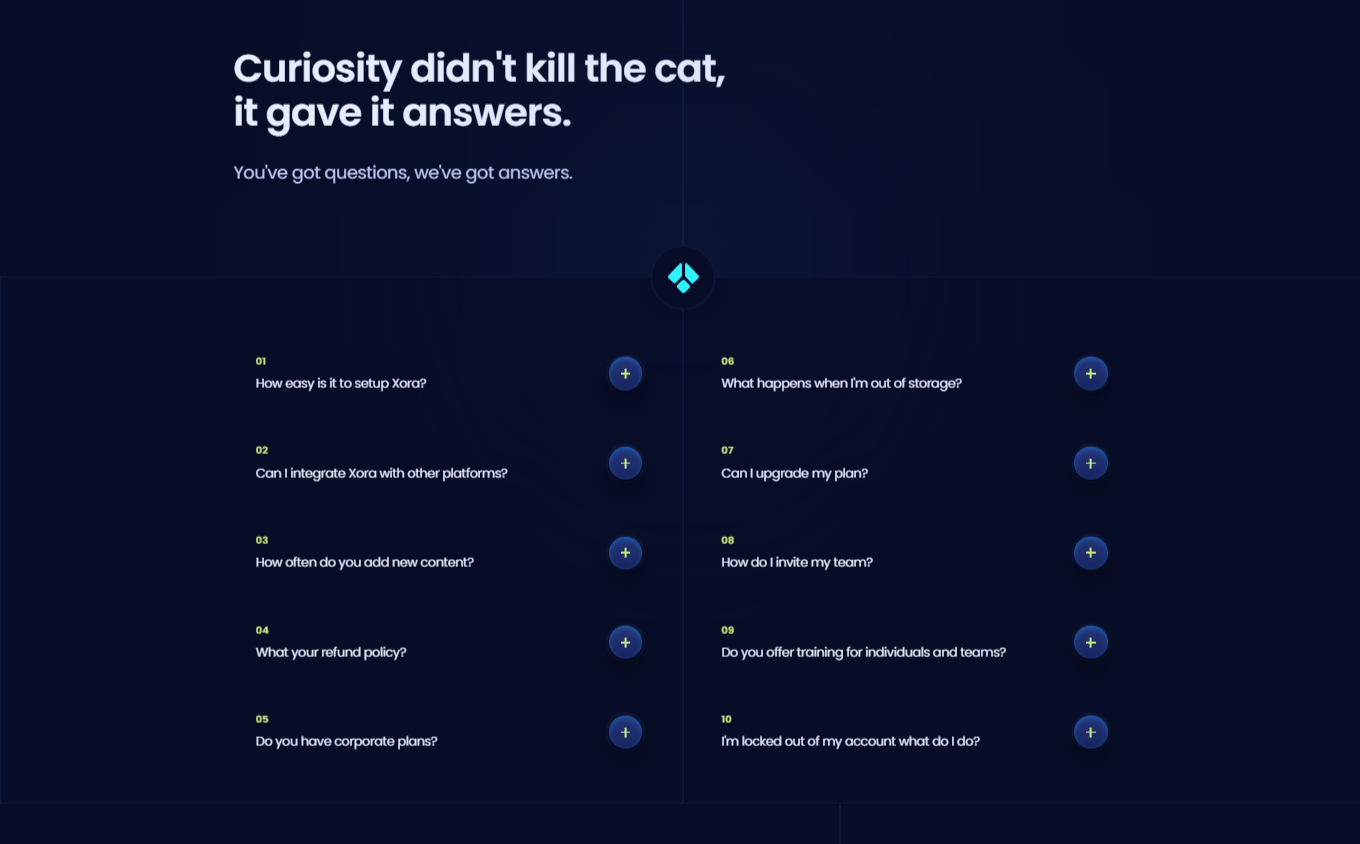 Curiosity didn't kill the cat,
it gave it answers.
You've got questions, we've got answers.
01
How easy is it to setup Xora?
02
Can I integrate Xora with other platforms?
03
How often do you add new content?
04
What your refund policy?
05
Do you have corporate plans?
06
What happens when I'm out of storage?
07
Can I upgrade my plan?
08
How do I invite my team?
09
Do you offer training for individuals and teams?
10
I'm locked out of my account what do I do?